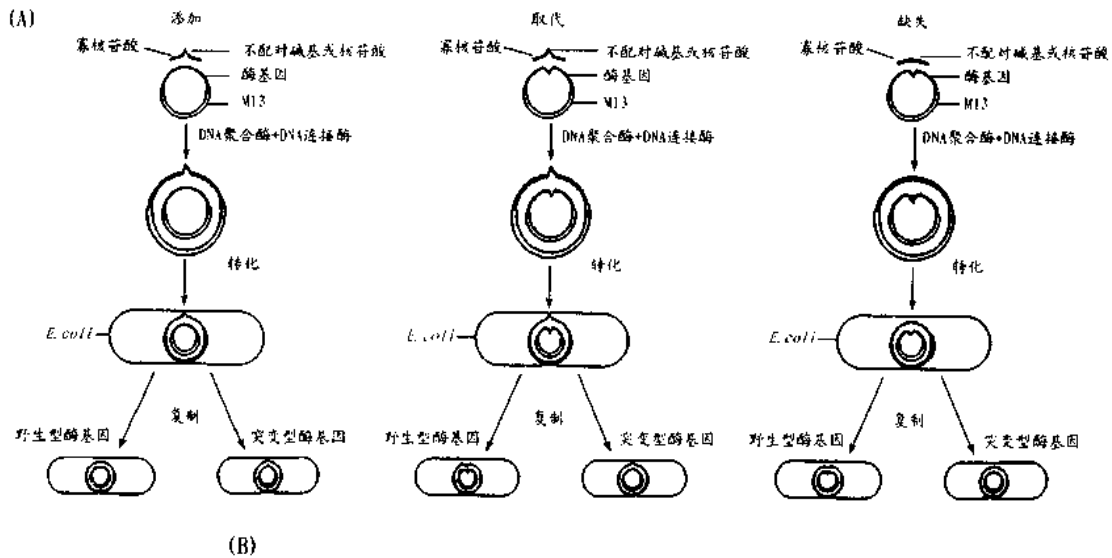 (A)
添加
取代
缺失
寡核苷酸
不配对碱基或核苷酸
寡核苷酸
不配对碱基或核苷酸
寡核苷酸
不配对碱基或核苷酸
酶基因
酶基因
酶基因
M13
M13
M13
DNA聚合酶+DNA连接酶
DNA聚合酶+DNA连接酶
DNA聚合酶+DNA连接酶
转化
转化
转化
E.coli
E.coli
E.coli
复制
复制
复制
野生型酶基因
突变型酶基因
野生型酶基因
突变型酶基因
野生型酶基因
突变型酶基因
(B)